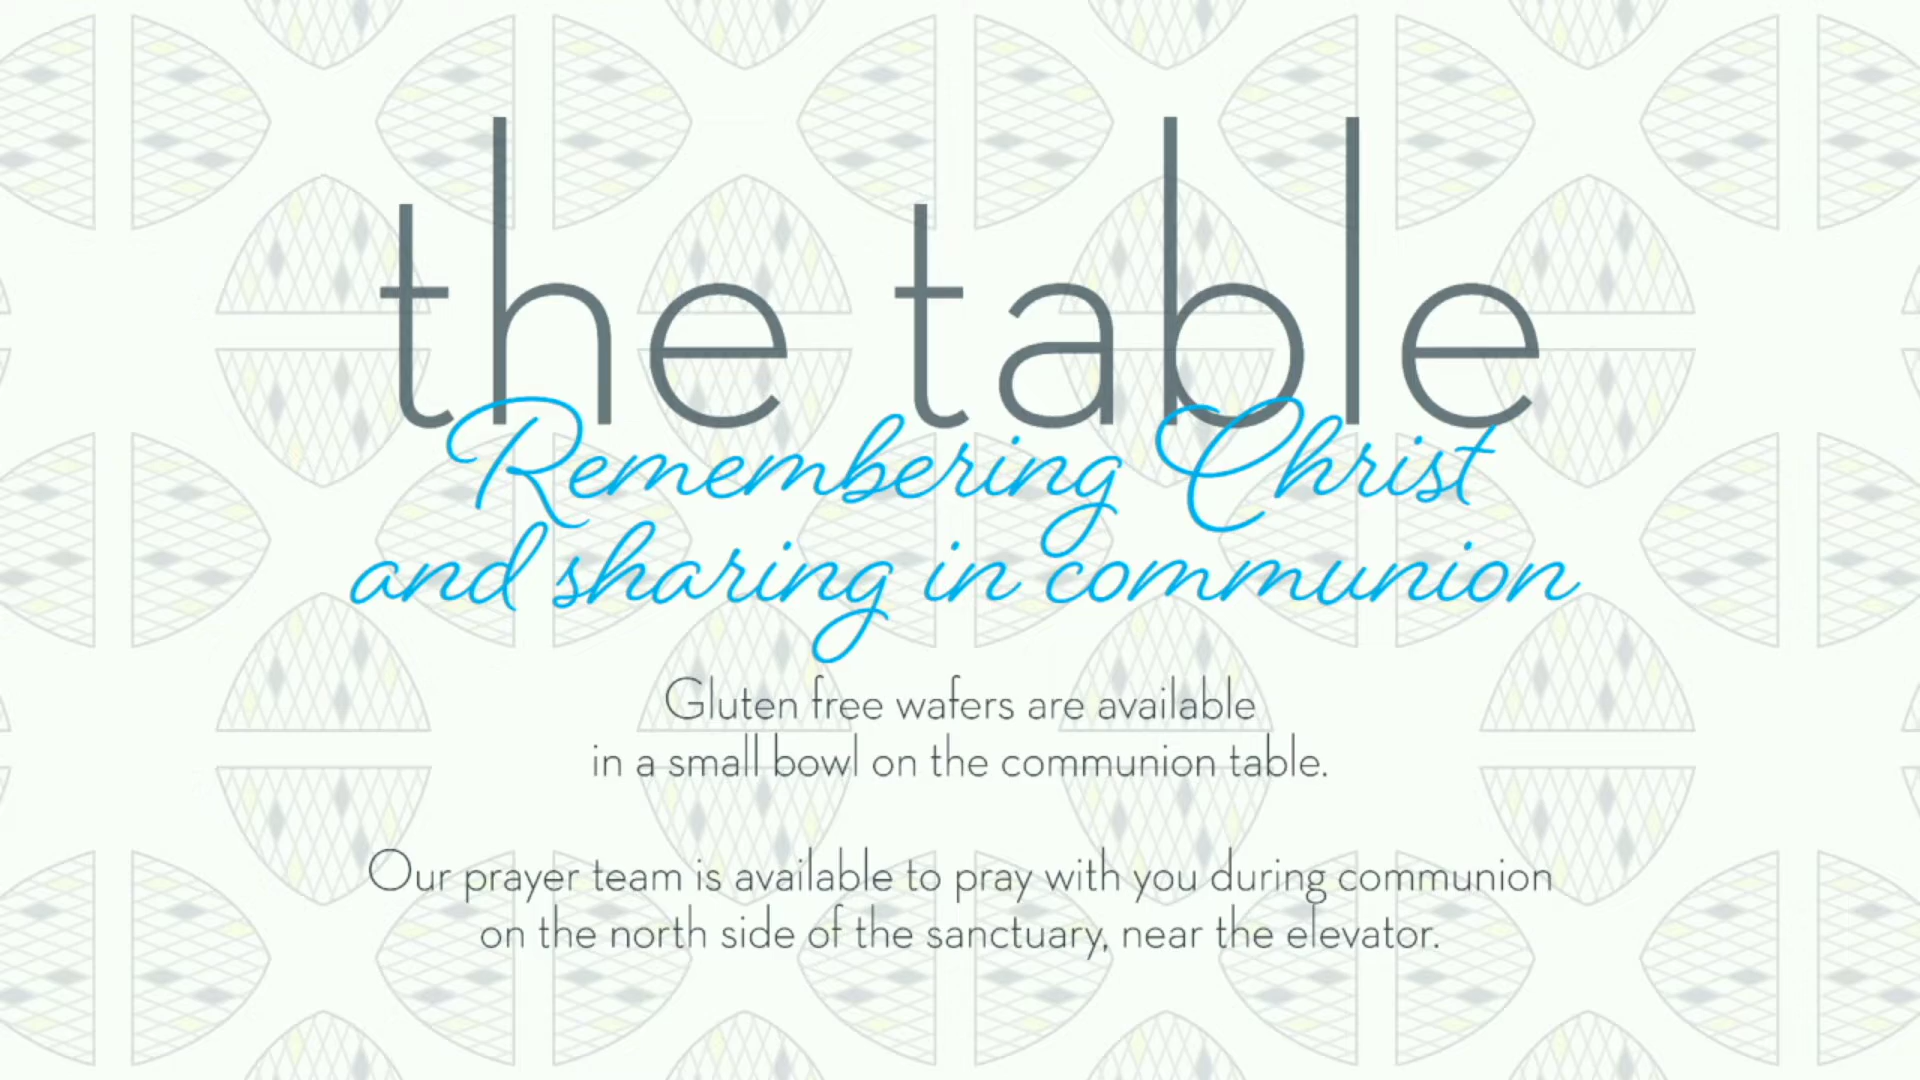 the table
Remembering Christ
and sharing in communion
Gluten free wafers are available
in a small bowl on the communion table.
Our prayer team is available to pray with you during communion
on the north side of the sanctuary, near the elevator.